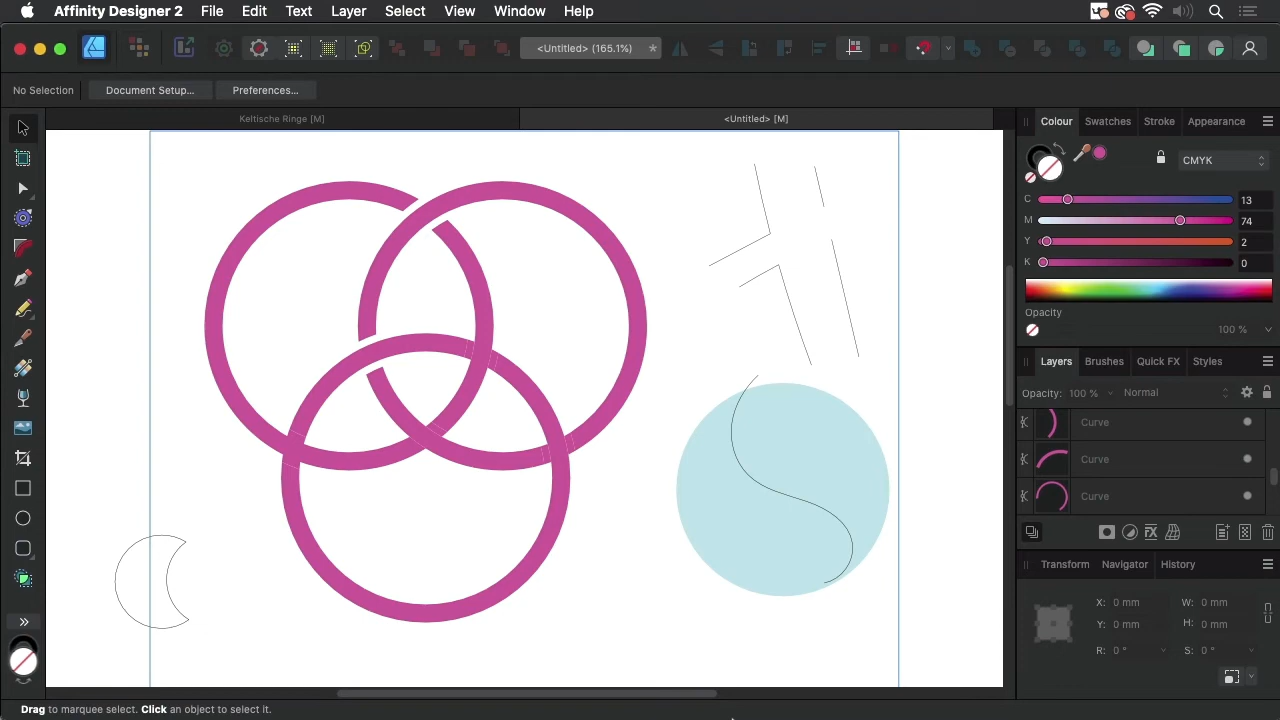 Affinity Designer 2 File Edit Text Layer Select View Window Help
<Untitled> (165.1%) *
No Selection Document Setup... Preferences...
Keltische Ringe [M] <Untitled> [M]
Colour Swatches Stroke Appearance
CMYK
C 13
M 74
Y 2
K 0
Opacity
100 %
Layers Brushes Quick FX Styles
Opacity: 100 % Normal
Curve
Curve
Curve
FX
Transform Navigator History
X: 0 mm W: 0 mm
Y: 0 mm H: 0 mm
R: 0 ° S: 0 °
Drag to marquee select. Click an object to select it.